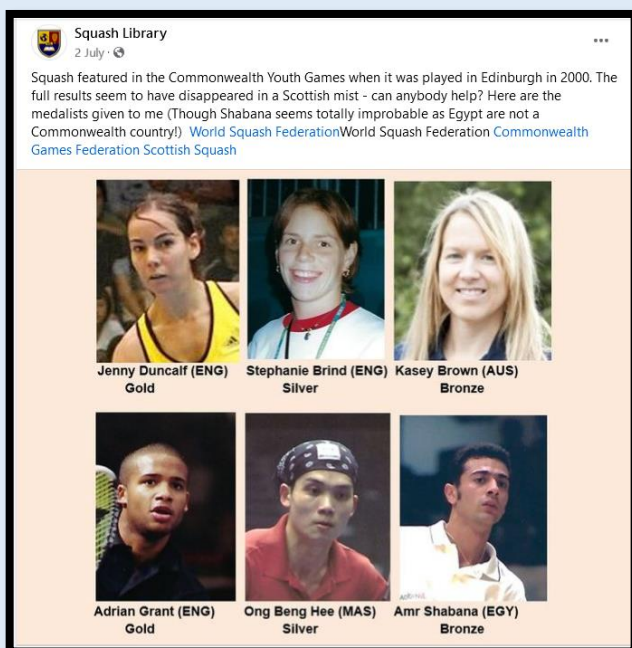 Squash Library
2 July
Squash featured in the Commonwealth Youth Games when it was played in Edinburgh in 2000. The
full results seem to have disappeared in a Scottish mist - can anybody help? Here are the
medalists given to me (Though Shabana seems totally improbable as Egypt are not a
Commonwealth country!) World Squash FederationWorld Squash Federation Commonwealth
Games Federation Scottish Squash
Jenny Duncalf (ENG) Stephanie Brind (ENG) Kasey Brown (AUS)
Gold Silver Bronze
Adrian Grant (ENG) Ong Beng Hee (MAS) Amr Shabana (EGY)
Gold Silver Bronze